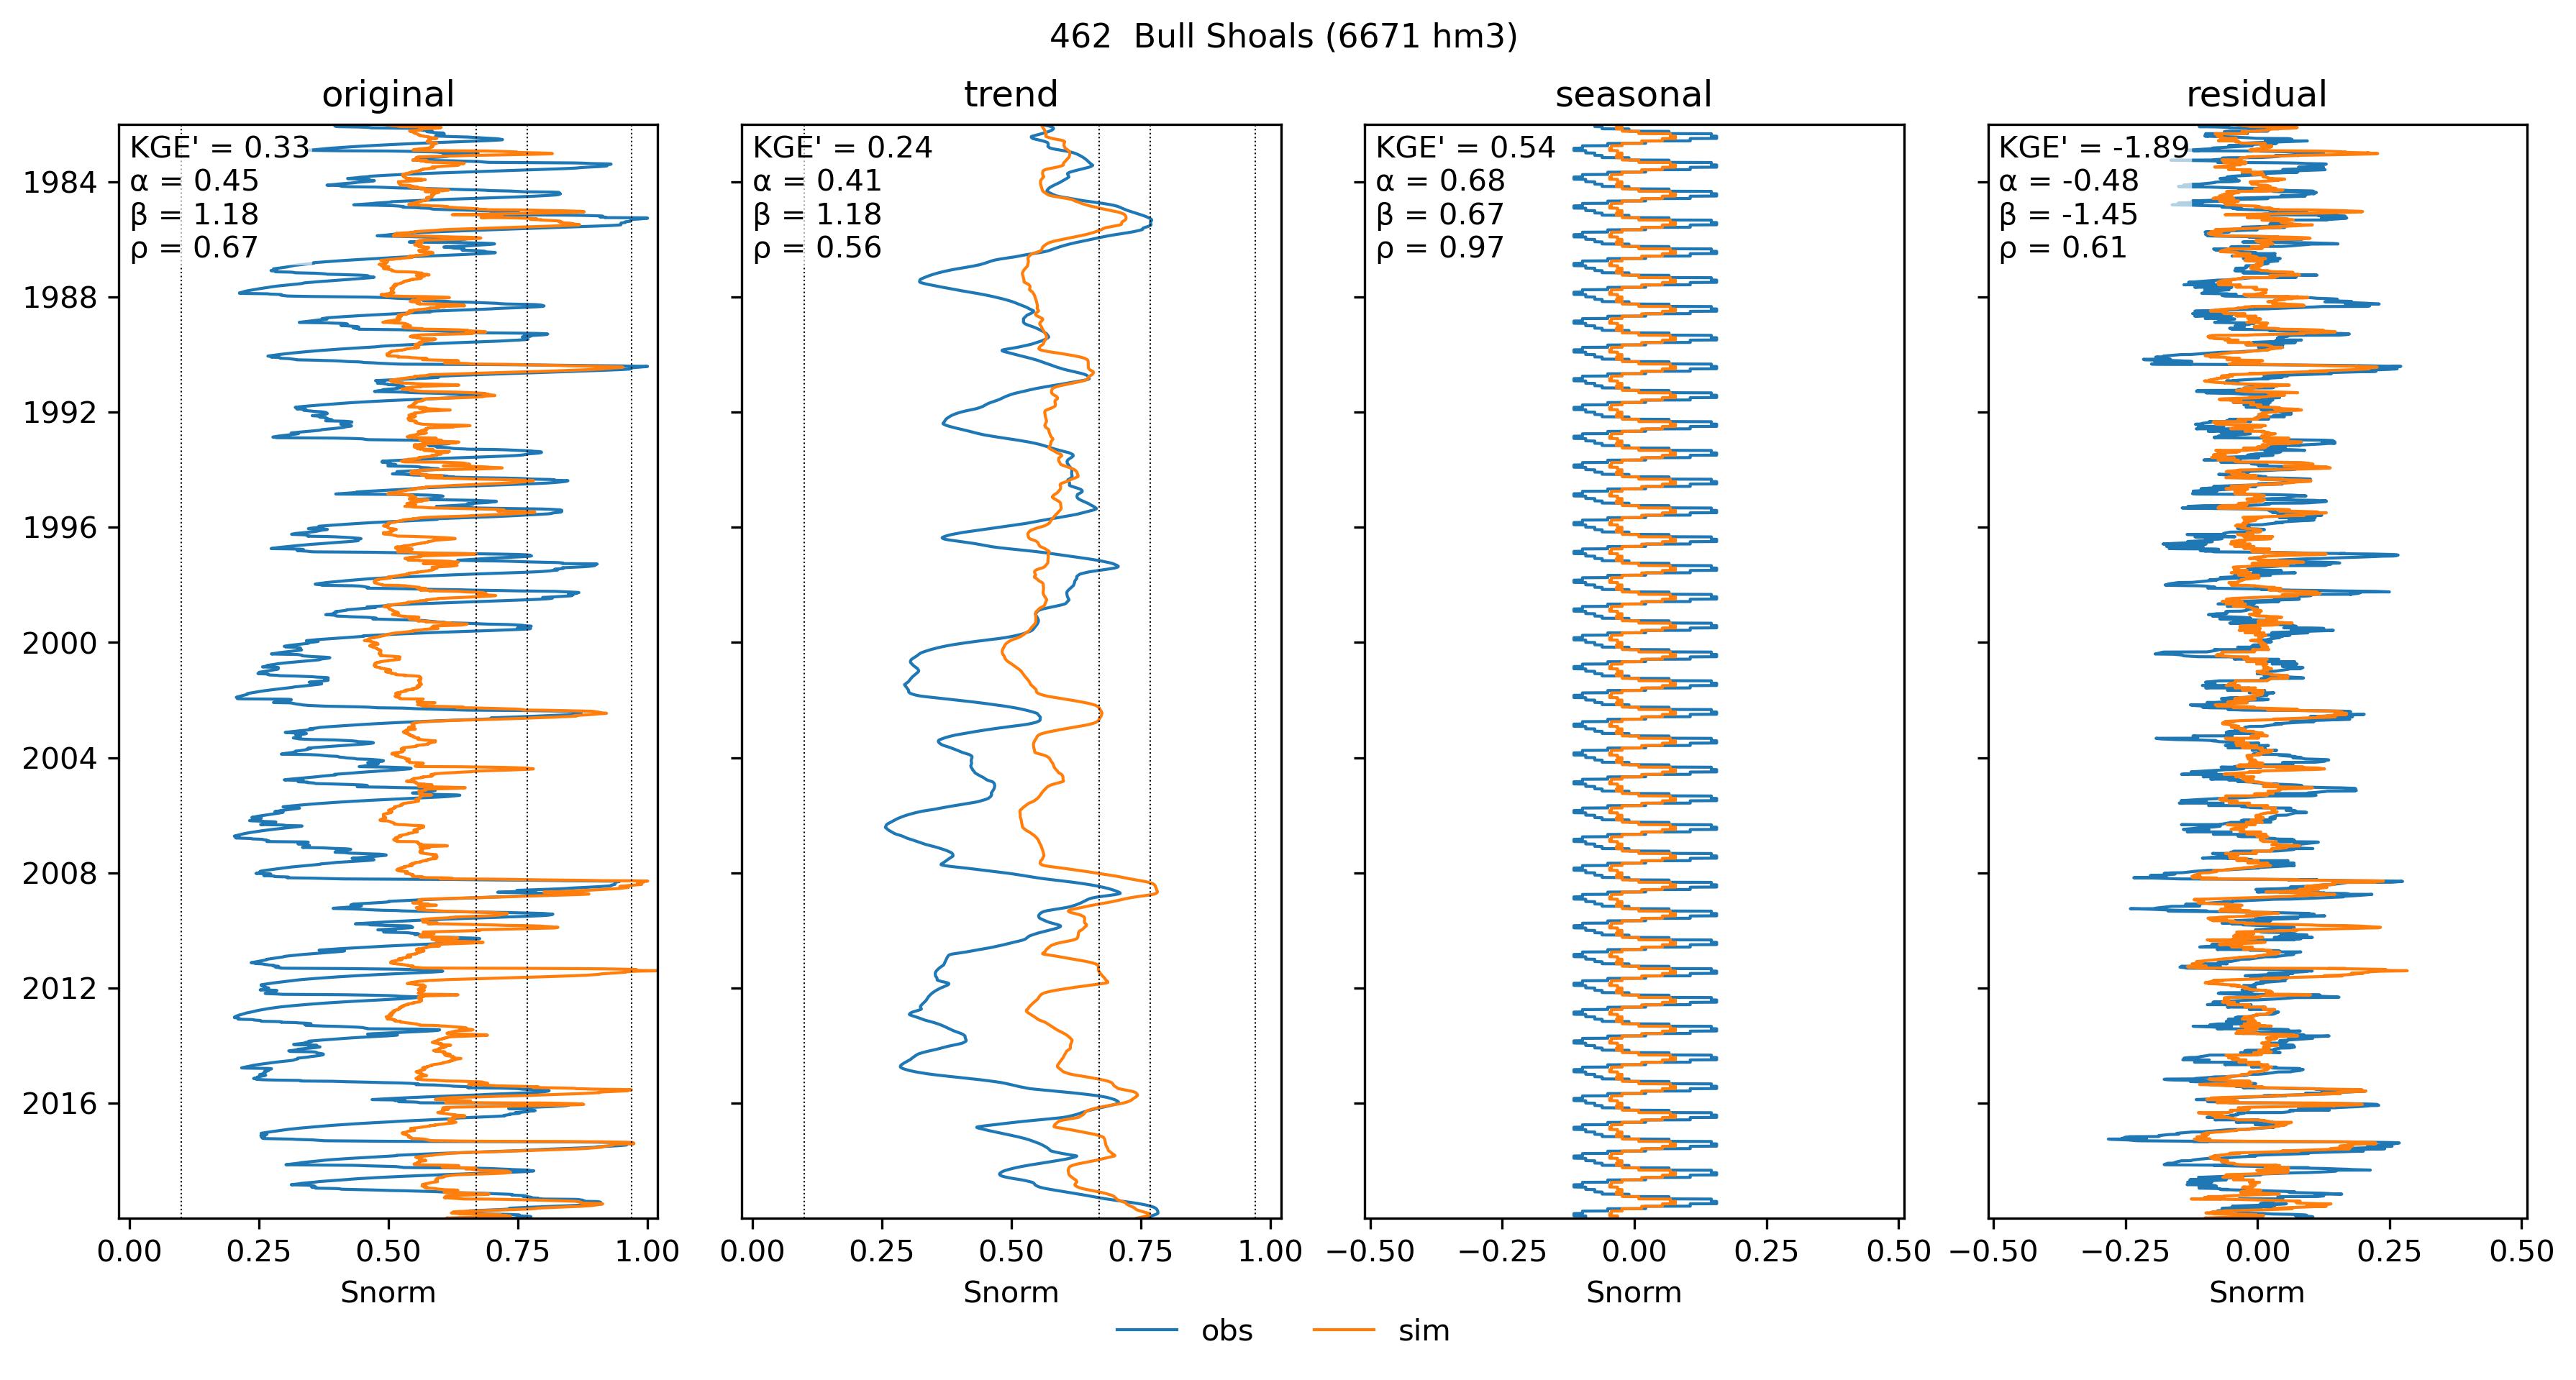 462  Bull Shoals (6671 hm3)
original
trend
seasonal
residual
KGE' = 0.33
α = 0.45
β = 1.18
ρ = 0.67
KGE' = 0.24
α = 0.41
β = 1.18
ρ = 0.56
KGE' = 0.54
α = 0.68
β = 0.67
ρ = 0.97
KGE' = -1.89
α = -0.48
β = -1.45
ρ = 0.61
1984
1988
1992
1996
2000
2004
2008
2012
2016
0.00 0.25 0.50 0.75 1.00
0.00 0.25 0.50 0.75 1.00
−0.50 −0.25 0.00 0.25 0.50
−0.50 −0.25 0.00 0.25 0.50
Snorm
Snorm
Snorm
Snorm
obs
sim